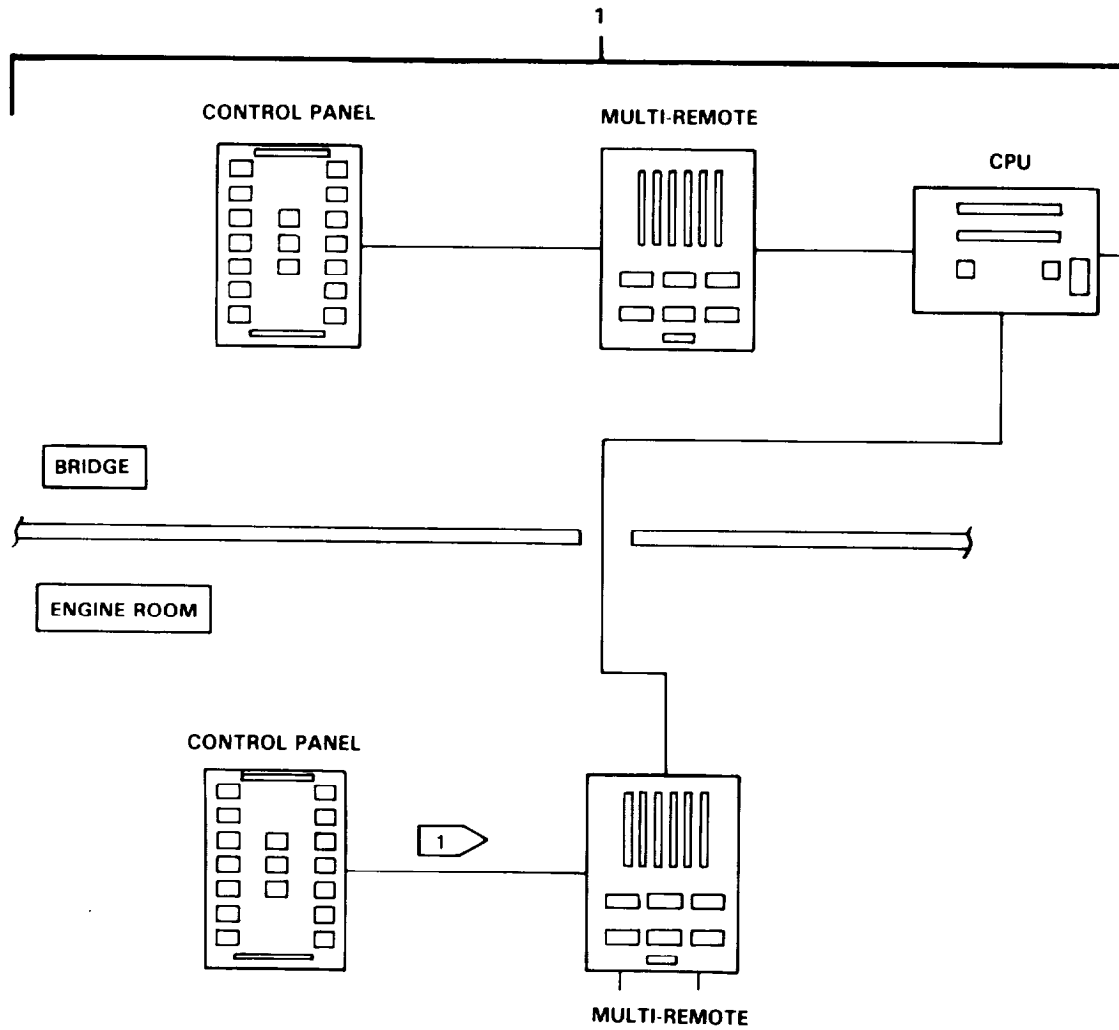 1
CONTROL PANEL
MULTI-REMOTE
CPU
BRIDGE
ENGINE ROOM
CONTROL PANEL
1
MULTI-REMOTE